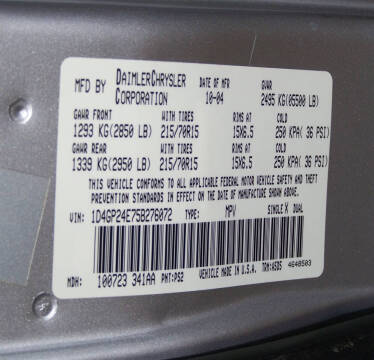 MFD BY DAIMLERCHRYSLER CORPORATION DATE OF MFR 10-04 GVWR 2495 KG(05500 LB)
GAWR FRONT WITH TIRES RIMS AT COLD
1293 KG(2850 LB) 215/70R15 15X6.5 250 KPA( 36 PSI)
GAWR REAR WITH TIRES RIMS AT COLD
1339 KG(2950 LB) 215/70R15 15X6.5 250 KPA( 36 PSI)
THIS VEHICLE CONFORMS TO ALL APPLICABLE FEDERAL MOTOR VEHICLE SAFETY, BUMPER, AND THEFT
PREVENTION STANDARDS IN EFFECT ON THE DATE OF MANUFACTURE SHOWN ABOVE.
VIN: 1D4GP24E75B276072 TYPE: MPV SINGLE X DUAL
MDH: 100723 341AA PNT:PS2 VEHICLE MADE IN U.S.A. TRM:A5DS 4648503